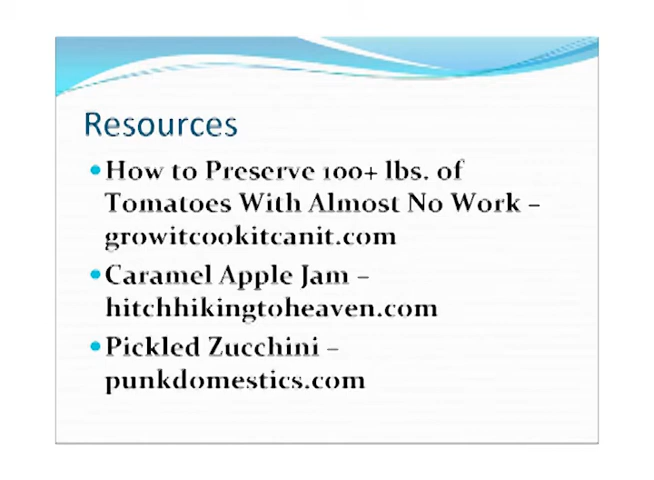 Resources
How to Preserve 100+ lbs. of
Tomatoes With Almost No Work –
growitcookitcanit.com
Caramel Apple Jam –
hitchhikingtoheaven.com
Pickled Zucchini –
punkdomestics.com